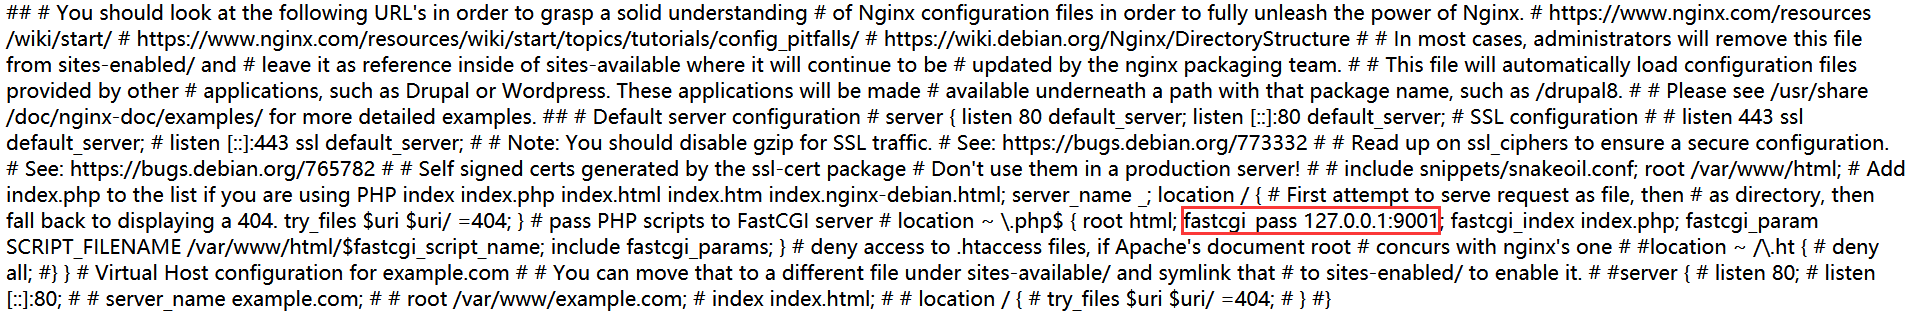 ## # You should look at the following URL's in order to grasp a solid understanding # of Nginx configuration files in order to fully unleash the power of Nginx. # https://www.nginx.com/resources
/wiki/start/ # https://www.nginx.com/resources/wiki/start/topics/tutorials/config_pitfalls/ # https://wiki.debian.org/Nginx/DirectoryStructure # # In most cases, administrators will remove this file
from sites-enabled/ and # leave it as reference inside of sites-available where it will continue to be # updated by the nginx packaging team. # # This file will automatically load configuration files
provided by other # applications, such as Drupal or Wordpress. These applications will be made # available underneath a path with that package name, such as /drupal8. # # Please see /usr/share
/doc/nginx-doc/examples/ for more detailed examples. ## # Default server configuration # server { listen 80 default_server; listen [::]:80 default_server; # SSL configuration # # listen 443 ssl
default_server; # listen [::]:443 ssl default_server; # # Note: You should disable gzip for SSL traffic. # See: https://bugs.debian.org/773332 # # Read up on ssl_ciphers to ensure a secure configuration.
# See: https://bugs.debian.org/765782 # # Self signed certs generated by the ssl-cert package # Don't use them in a production server! # # include snippets/snakeoil.conf; root /var/www/html; # Add
index.php to the list if you are using PHP index index.php index.html index.htm index.nginx-debian.html; server_name _; location / { # First attempt to serve request as file, then # as directory, then
fall back to displaying a 404. try_files $uri $uri/ =404; } # pass PHP scripts to FastCGI server # location ~ \.php$ { root html; fastcgi_pass 127.0.0.1:9001; fastcgi_index index.php; fastcgi_param
SCRIPT_FILENAME /var/www/html/$fastcgi_script_name; include fastcgi_params; } # deny access to .htaccess files, if Apache's document root # concurs with nginx's one # #location ~ /\.ht { # deny
all; #} } # Virtual Host configuration for example.com # # You can move that to a different file under sites-available/ and symlink that # to sites-enabled/ to enable it. # #server { # listen 80; # listen
[::]:80; # # server_name example.com; # # root /var/www/example.com; # index index.html; # # location / { # try_files $uri $uri/ =404; # } #}